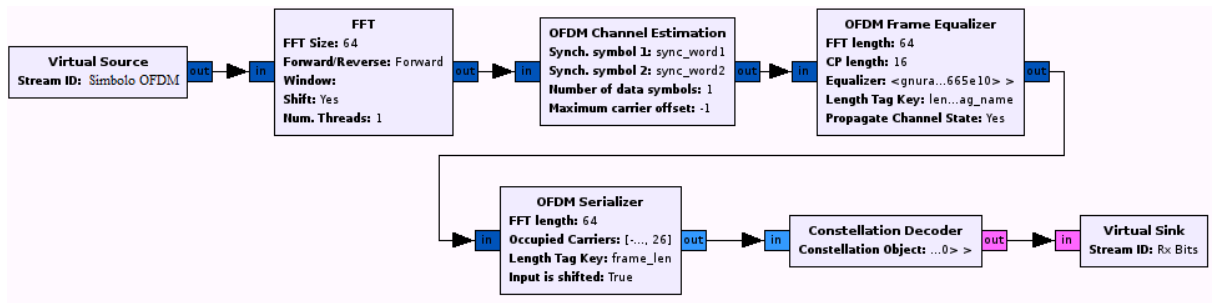 Virtual Source
Stream ID: Simbolo OFDM
out
in
FFT
FFT Size: 64
Forward/Reverse: Forward
Window:
Shift: Yes
Num. Threads: 1
out
in
OFDM Channel Estimation
Synch. symbol 1: sync_word1
Synch. symbol 2: sync_word2
Number of data symbols: 1
Maximum carrier offset: -1
out
in
OFDM Frame Equalizer
FFT length: 64
CP length: 16
Equalizer: <gnura...665e10> >
Length Tag Key: len...ag_name
Propagate Channel State: Yes
out
in
OFDM Serializer
FFT length: 64
Occupied Carriers: [-..., 26]
Length Tag Key: frame_len
Input is shifted: True
out
in
Constellation Decoder
Constellation Object: ...0> >
out
in
Virtual Sink
Stream ID: Rx Bits